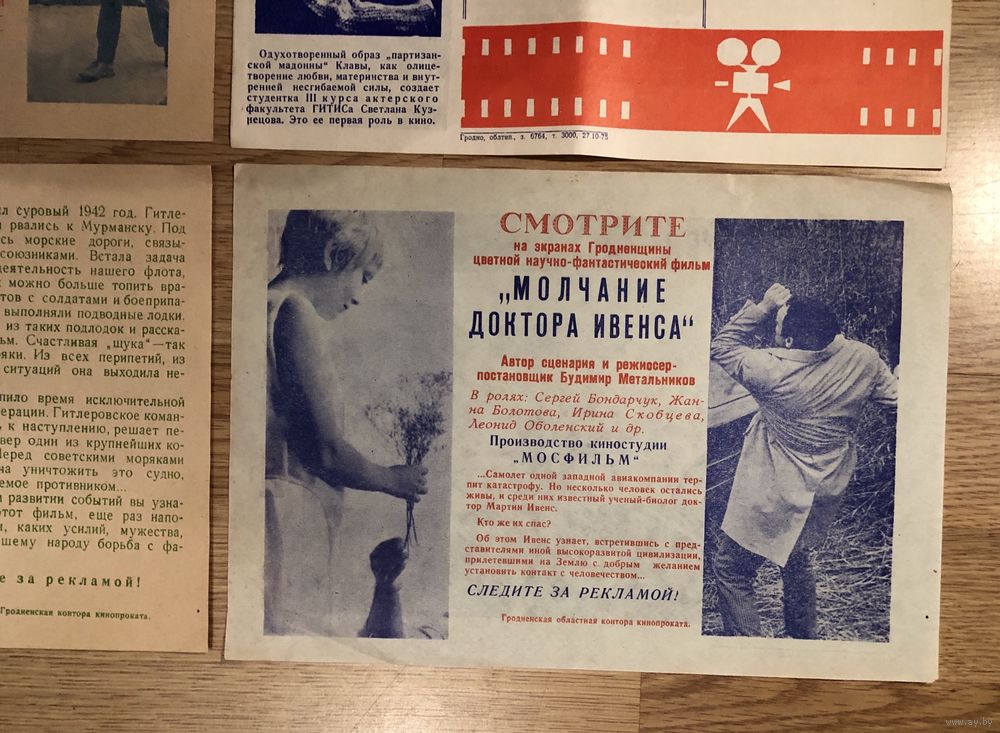 Одухотворенный образ „партизан-
ской мадонны“ Клавы, как олице-
творение любви, материнства и внут-
ренней несгибаемой силы, создает
студентка III курса актерского
факультета ГИТИСа Светлана Куз-
нецова. Это ее первая роль в кино.
Гродно, облтип., з. 6764, т. 3000, 27-10-75
л суровый 1942 год. Гитле-
рвались к Мурманску. Под
сь морские дороги, связы-
союзниками. Встала задача
деятельность нашего флота,
можно больше топить вра-
тов с солдатами и боеприпа-
выполняли подводные лодки.
из таких подлодок и расска-
ьм. Счастливая „щука“—так
яки. Из всех перипетий, из
ситуаций она выходила не-
пило время исключительной
ерации. Гитлеровское коман-
ь к наступлению, решает пе-
вер один из крупнейших ко-
Перед советскими моряками
на уничтожить это судно,
емое противником...
м развитии событий вы узна-
этот фильм, еще раз напо-
и, каких усилий, мужества,
шему народу борьба с фа-
е за рекламой!
Гродненская контора кинопроката.
СМОТРИТЕ
на экранах Гродненщины
цветной научно-фантастический фильм
„МОЛЧАНИЕ
ДОКТОРА ИВЕНСА“
Автор сценария и режиссер-
постановщик Будимир Метальников
В ролях: Сергей Бондарчук, Жан-
на Болотова, Ирина Скобцева,
Леонид Оболенский и др.
Производство киностудии
„МОСФИЛЬМ“
...Самолет одной западной авиакомпании тер-
пит катастрофу. Но несколько человек остались
живы, и среди них известный ученый-биолог док-
тор Мартин Ивенс.
Кто же их спас?
Об этом Ивенс узнает, встретившись с пред-
ставителями иной высокоразвитой цивилизации,
прилетевшими на Землю с добрым желанием
установить контакт с человечеством...
СЛЕДИТЕ ЗА РЕКЛАМОЙ!
Гродненская областная контора кинопроката.
www.ay.by